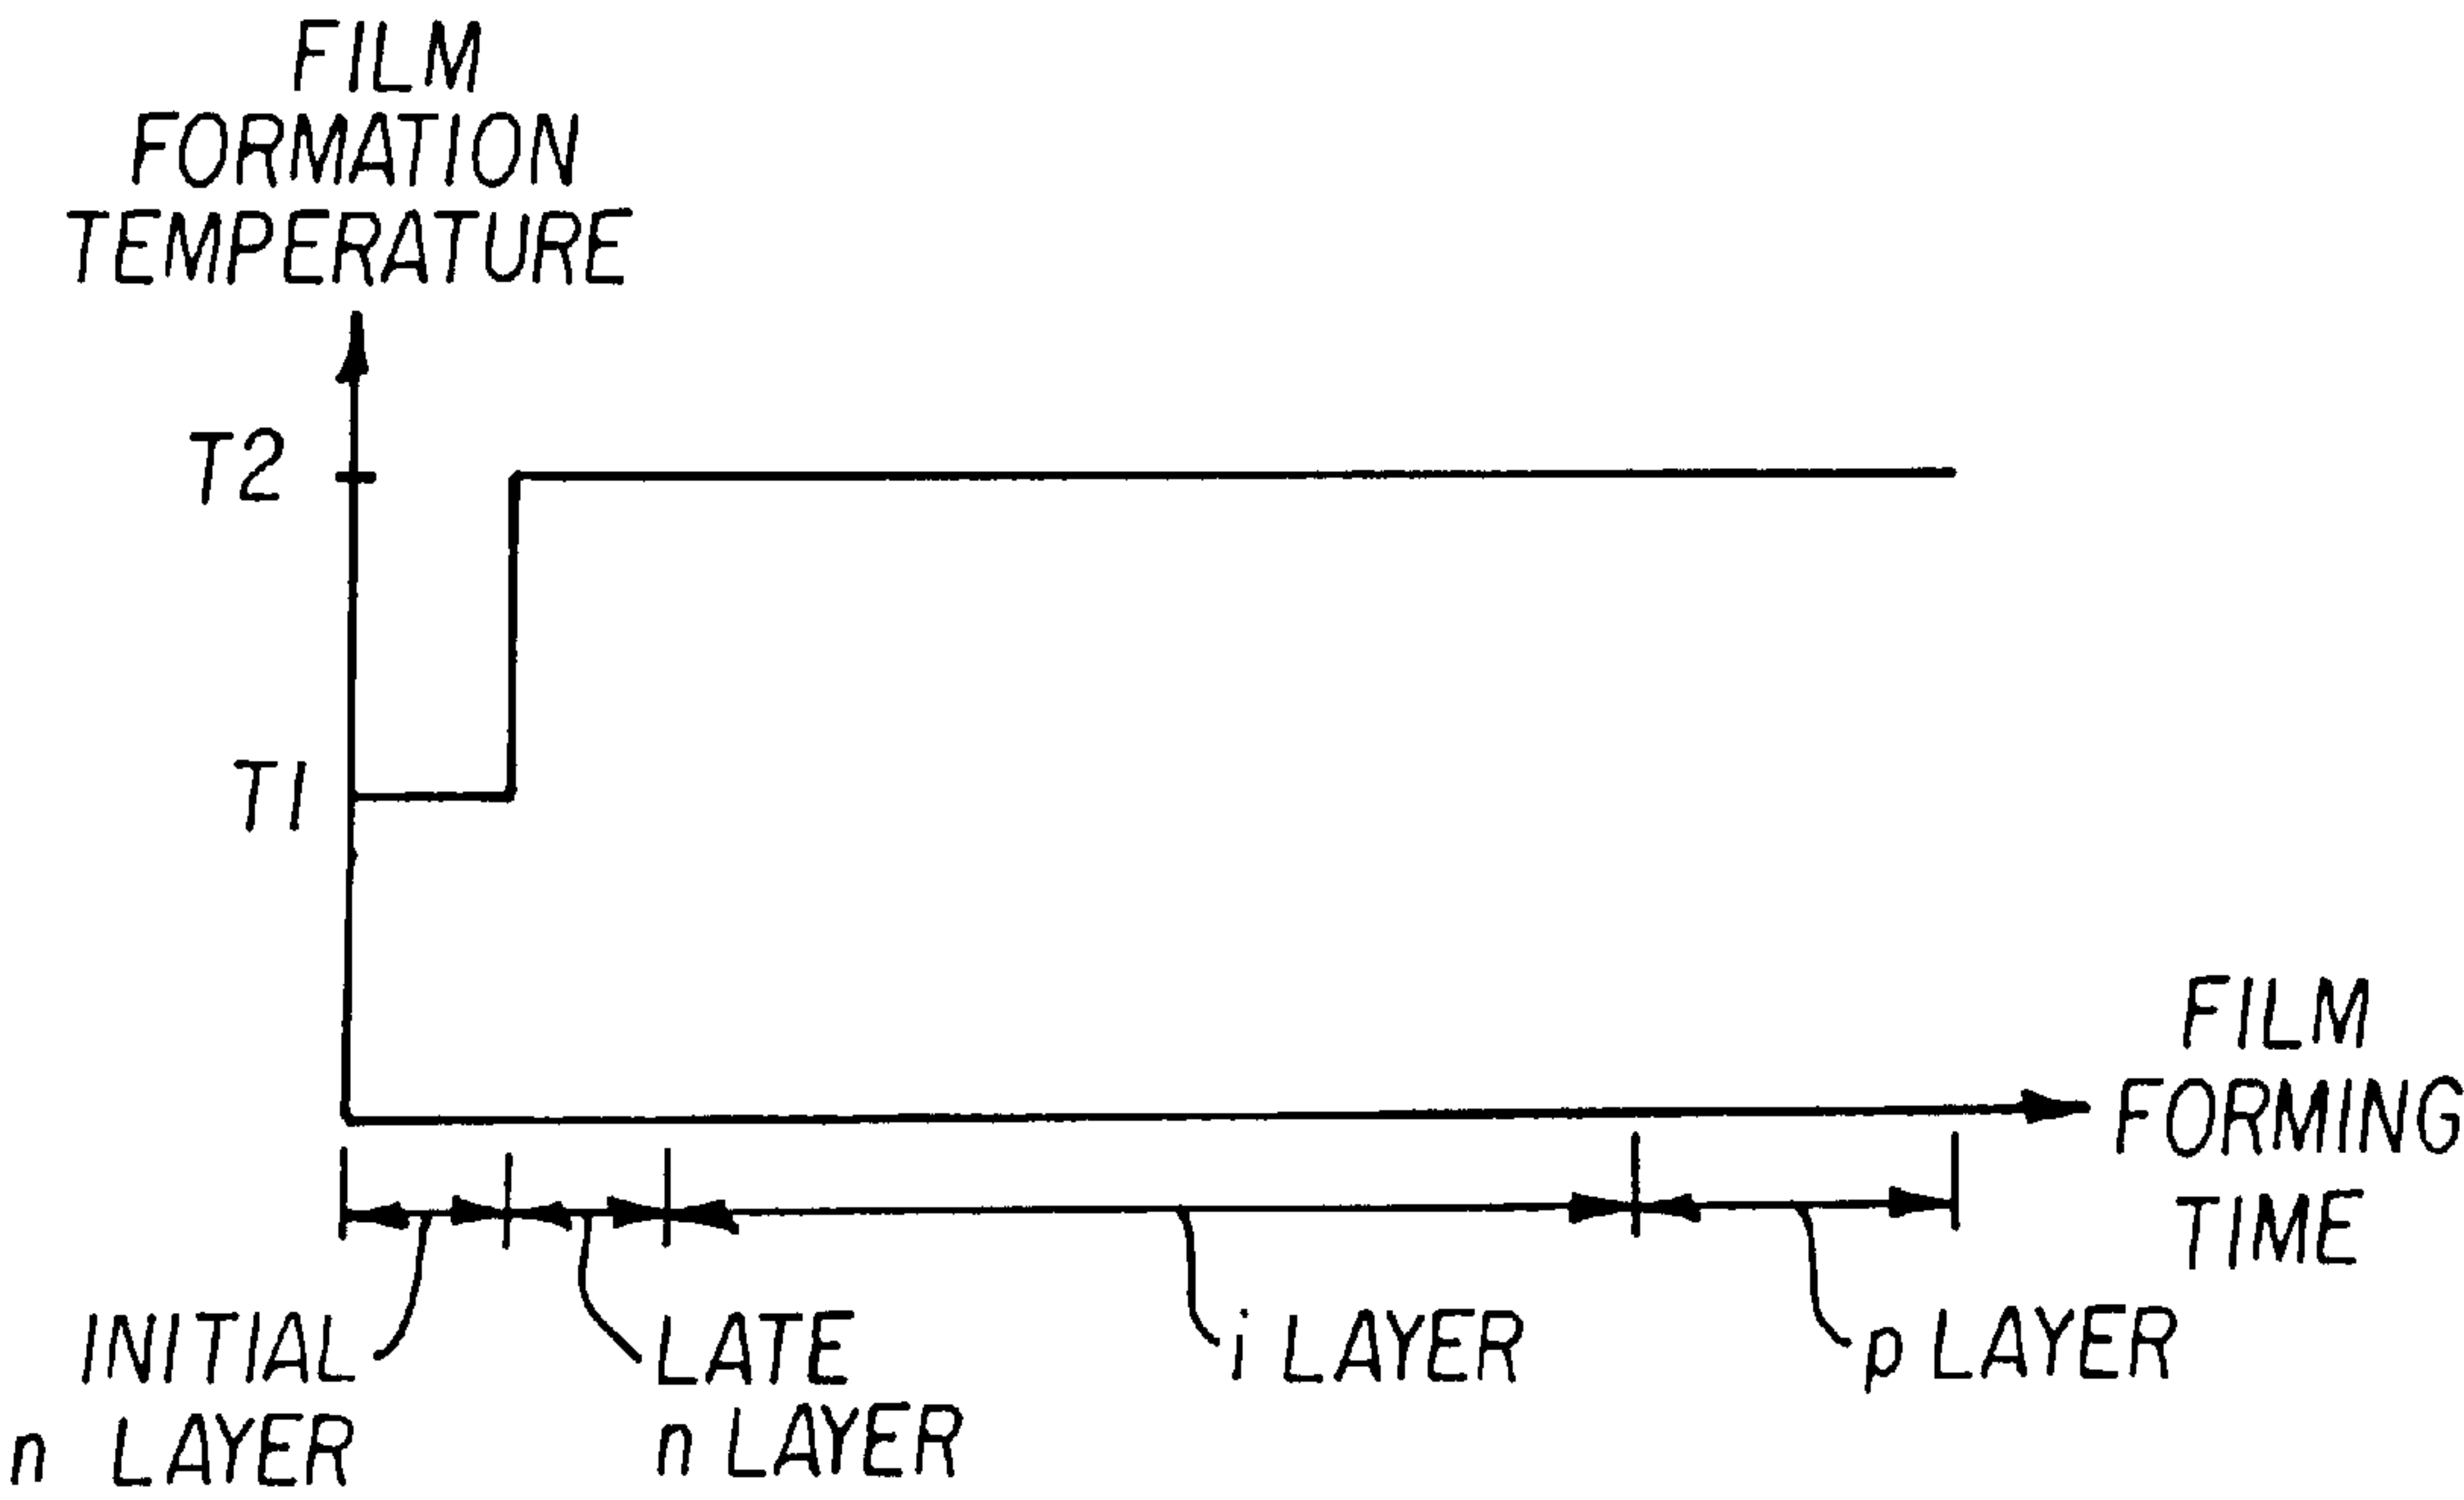 FILM
FORMATION
TEMPERATURE
T2
T1
FILM
FORMING
TIME
INITIAL
n LAYER
LATE
n LAYER
i LAYER
p LAYER